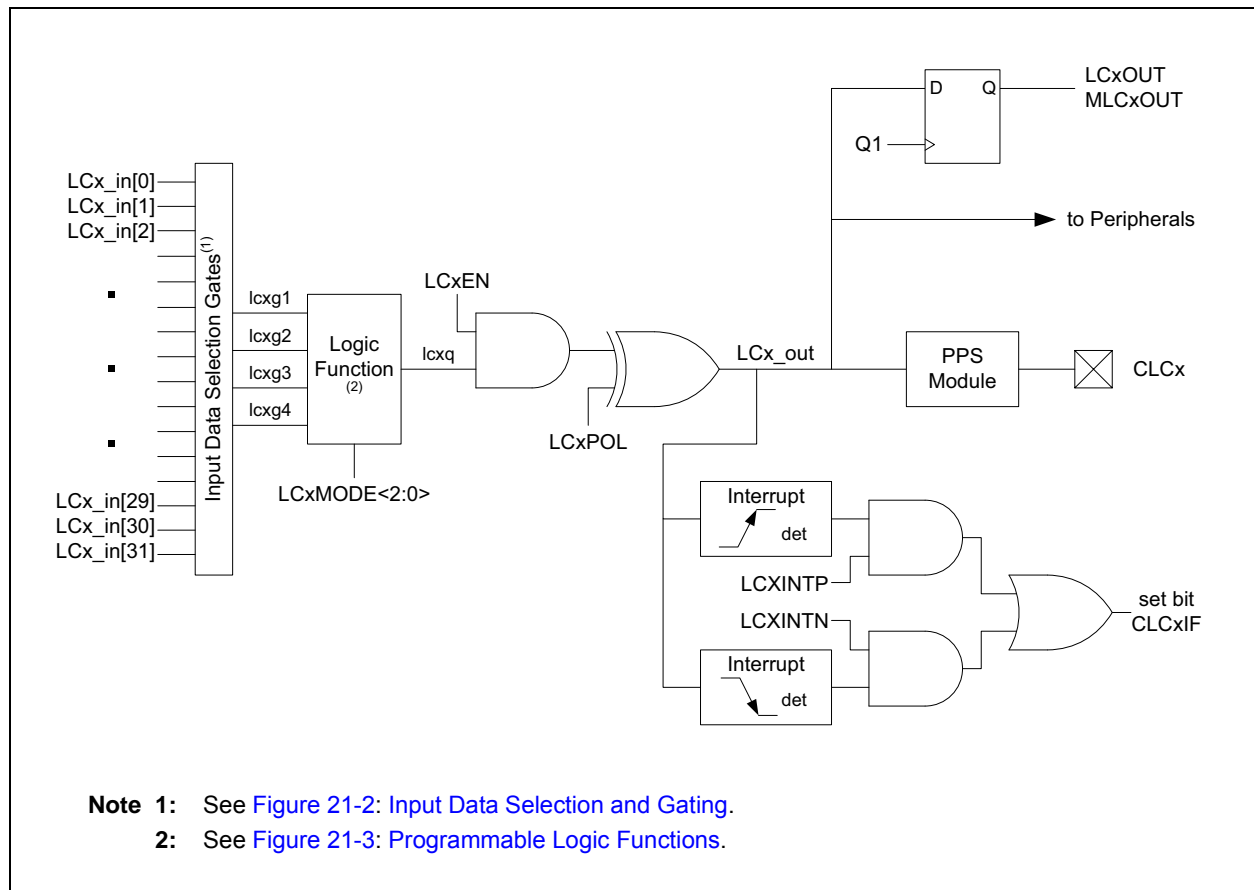 LCx_in[0]
LCx_in[1]
LCx_in[2]
LCx_in[29]
LCx_in[30]
LCx_in[31]
Input Data Selection Gates(1)
lcxg1
lcxg2
lcxg3
lcxg4
Logic
Function
(2)
LCxMODE<2:0>
lcxq
LCxEN
LCxPOL
LCx_out
D Q
Q1
LCxOUT
MLCxOUT
to Peripherals
PPS
Module
CLCx
Interrupt
det
LCXINTP
LCXINTN
Interrupt
det
set bit
CLCxIF
Note 1: See Figure 21-2: Input Data Selection and Gating.
2: See Figure 21-3: Programmable Logic Functions.